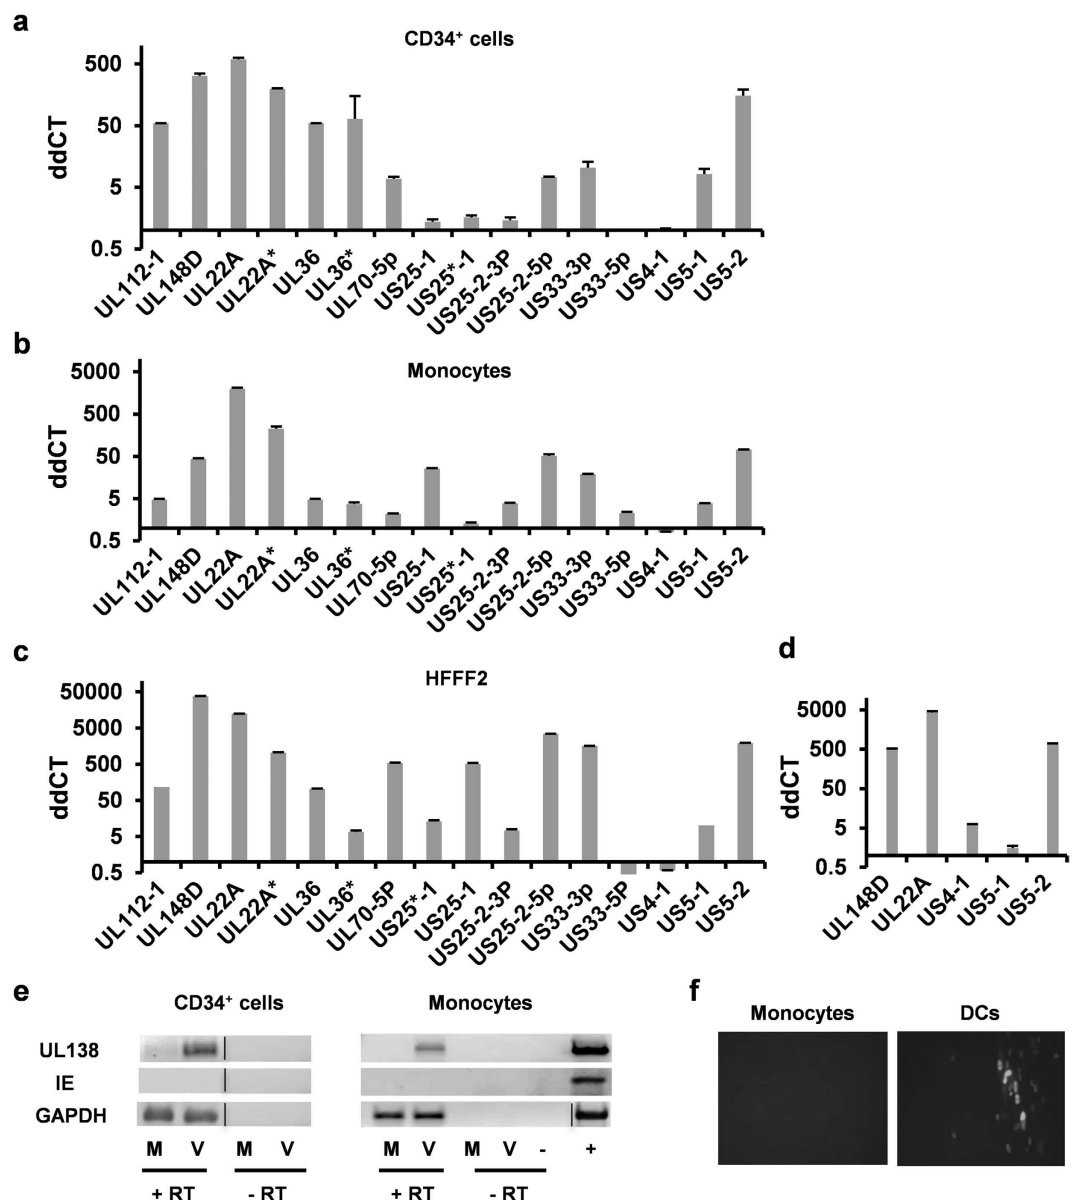 a
CD34+ cells
500
50
5
0.5
ddCT
UL112-1
UL148D
UL22A
UL22A*
UL36
UL36*
UL70-5p
US25-1
US25*-1
US25-2-3P
US25-2-5p
US33-3p
US33-5p
US4-1
US5-1
US5-2
b
Monocytes
5000
500
50
5
0.5
ddCT
UL112-1
UL148D
UL22A
UL22A*
UL36
UL36*
UL70-5p
US25-1
US25*-1
US25-2-3P
US25-2-5p
US33-3p
US33-5p
US4-1
US5-1
US5-2
c
HFFF2
50000
5000
500
50
5
0.5
ddCT
UL112-1
UL148D
UL22A
UL22A*
UL36
UL36*
UL70-5P
US25*-1
US25-1
US25-2-3P
US25-2-5p
US33-3p
US33-5P
US4-1
US5-1
US5-2
d
5000
500
50
5
0.5
ddCT
UL148D
UL22A
US4-1
US5-1
US5-2
e
CD34+ cells Monocytes
UL138
IE
GAPDH
M V M V M V M V - +
+ RT - RT + RT - RT
f
Monocytes DCs